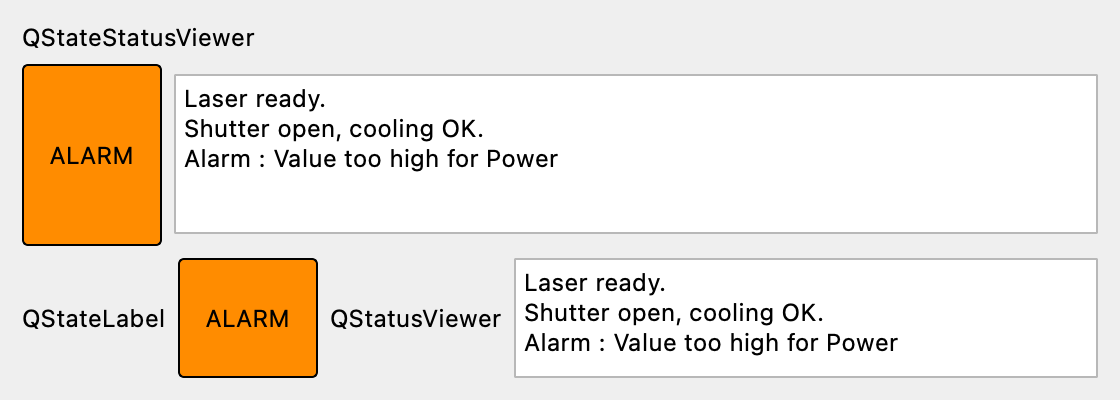 QStateStatusViewer
ALARM
Laser ready.
Shutter open, cooling OK.
Alarm : Value too high for Power
QStateLabel
ALARM
QStatusViewer
Laser ready.
Shutter open, cooling OK.
Alarm : Value too high for Power